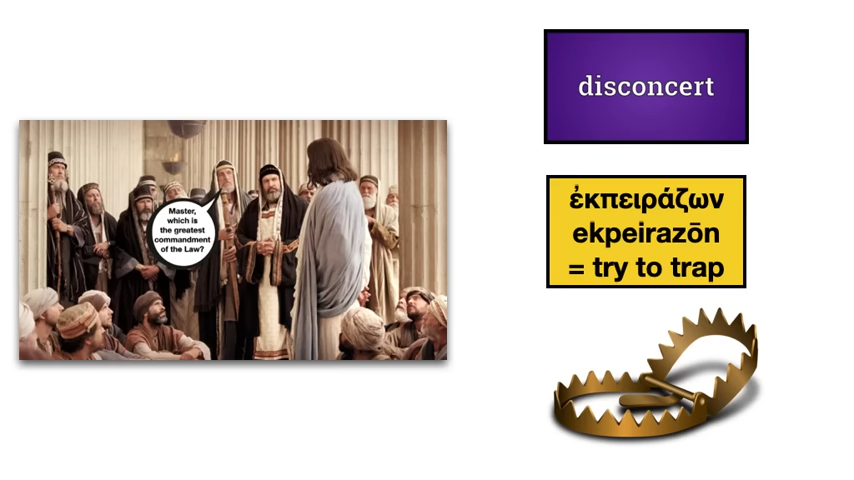 Master,
which is
the greatest
commandment
of the Law?
disconcert
ἐκπειράζων
ekpeirazōn
= try to trap